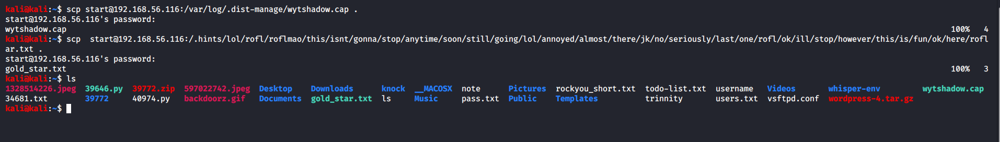 kali@kali:~$ scp start@192.168.56.116:/var/log/.dist-manage/wytshadow.cap .
start@192.168.56.116's password:
wytshadow.cap 100% 4
kali@kali:~$ scp  start@192.168.56.116:/.hints/lol/rofl/roflmao/this/isnt/gonna/stop/anytime/soon/still/going/lol/annoyed/almost/there/jk/no/seriously/last/one/rofl/ok/ill/stop/however/this/is/fun/ok/here/rofl
ar.txt .
start@192.168.56.116's password:
gold_star.txt 100% 3
kali@kali:~$ ls
1328514226.jpeg  39646.py  39772.zip  597022742.jpeg  Desktop  Downloads  knock  __MACOSX  note  Pictures  rockyou_short.txt  todo-list.txt  username  Videos  whisper-env  wytshadow.cap
34681.txt  39772  40974.py  backdoorz.gif  Documents  gold_star.txt  ls  Music  pass.txt  Public  Templates  trinnity  users.txt  vsftpd.conf  wordpress-4.tar.gz
kali@kali:~$